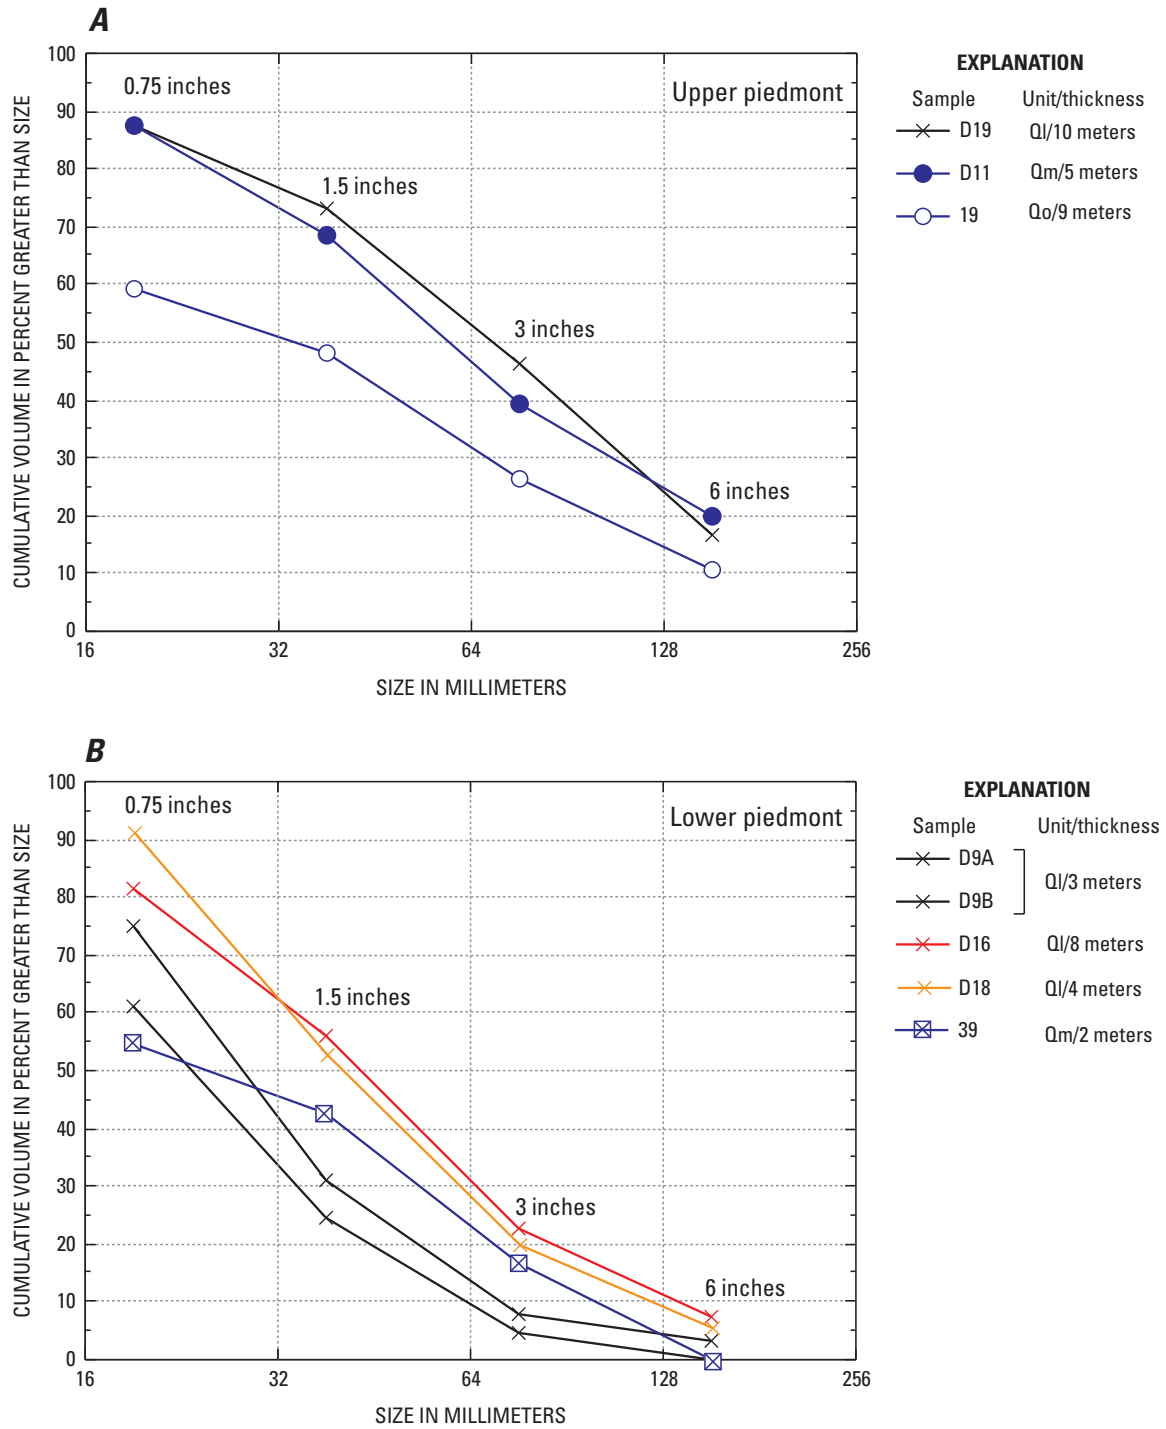 A
100
90
80
70
60
50
40
30
20
10
0
CUMULATIVE VOLUME IN PERCENT GREATER THAN SIZE
0.75 inches
1.5 inches
3 inches
6 inches
Upper piedmont
16 32 64 128 256
SIZE IN MILLIMETERS
EXPLANATION
Sample Unit/thickness
D19 Ql/10 meters
D11 Qm/5 meters
19 Qo/9 meters
B
100
90
80
70
60
50
40
30
20
10
0
CUMULATIVE VOLUME IN PERCENT GREATER THAN SIZE
0.75 inches
1.5 inches
3 inches
6 inches
Lower piedmont
16 32 64 128 256
SIZE IN MILLIMETERS
EXPLANATION
Sample Unit/thickness
D9A
Ql/3 meters
D9B
D16 Ql/8 meters
D18 Ql/4 meters
39 Qm/2 meters